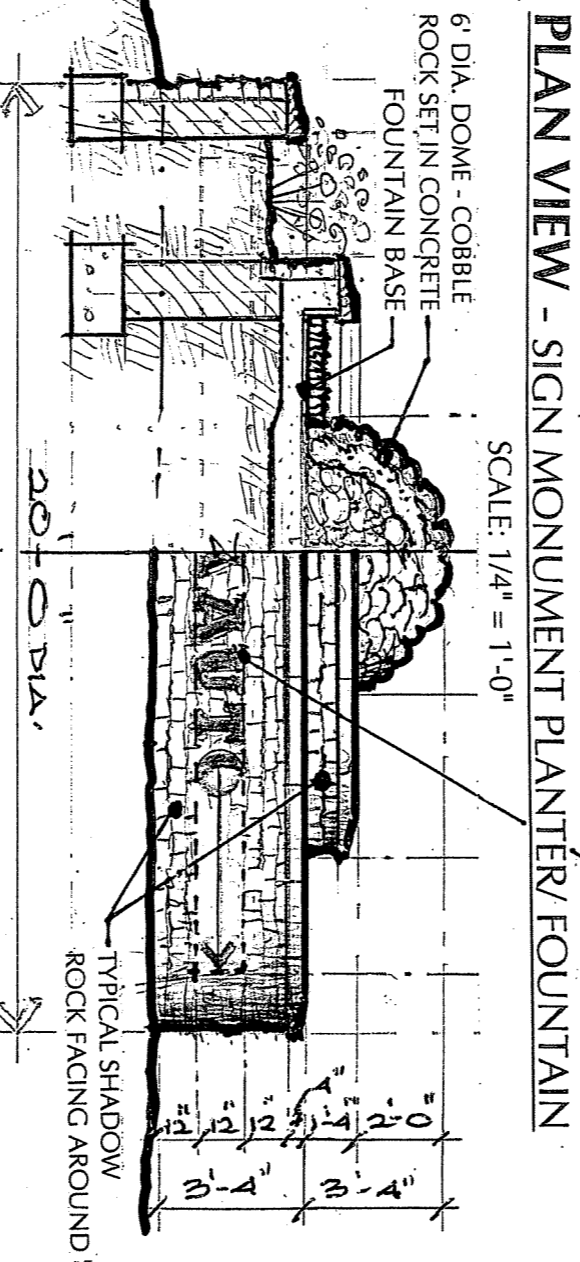 PLAN VIEW - SIGN MONUMENT PLANTER/ FOUNTAIN
SCALE: 1/4" = 1'-0"
6' DIA. DOME - COBBLE
ROCK SET IN CONCRETE
FOUNTAIN BASE
4" 1'-4" 2'-0"
12" 12" 12"
3'-4" 3'-4"
TYPICAL SHADOW
ROCK FACING AROUND
20'-0" DIA.